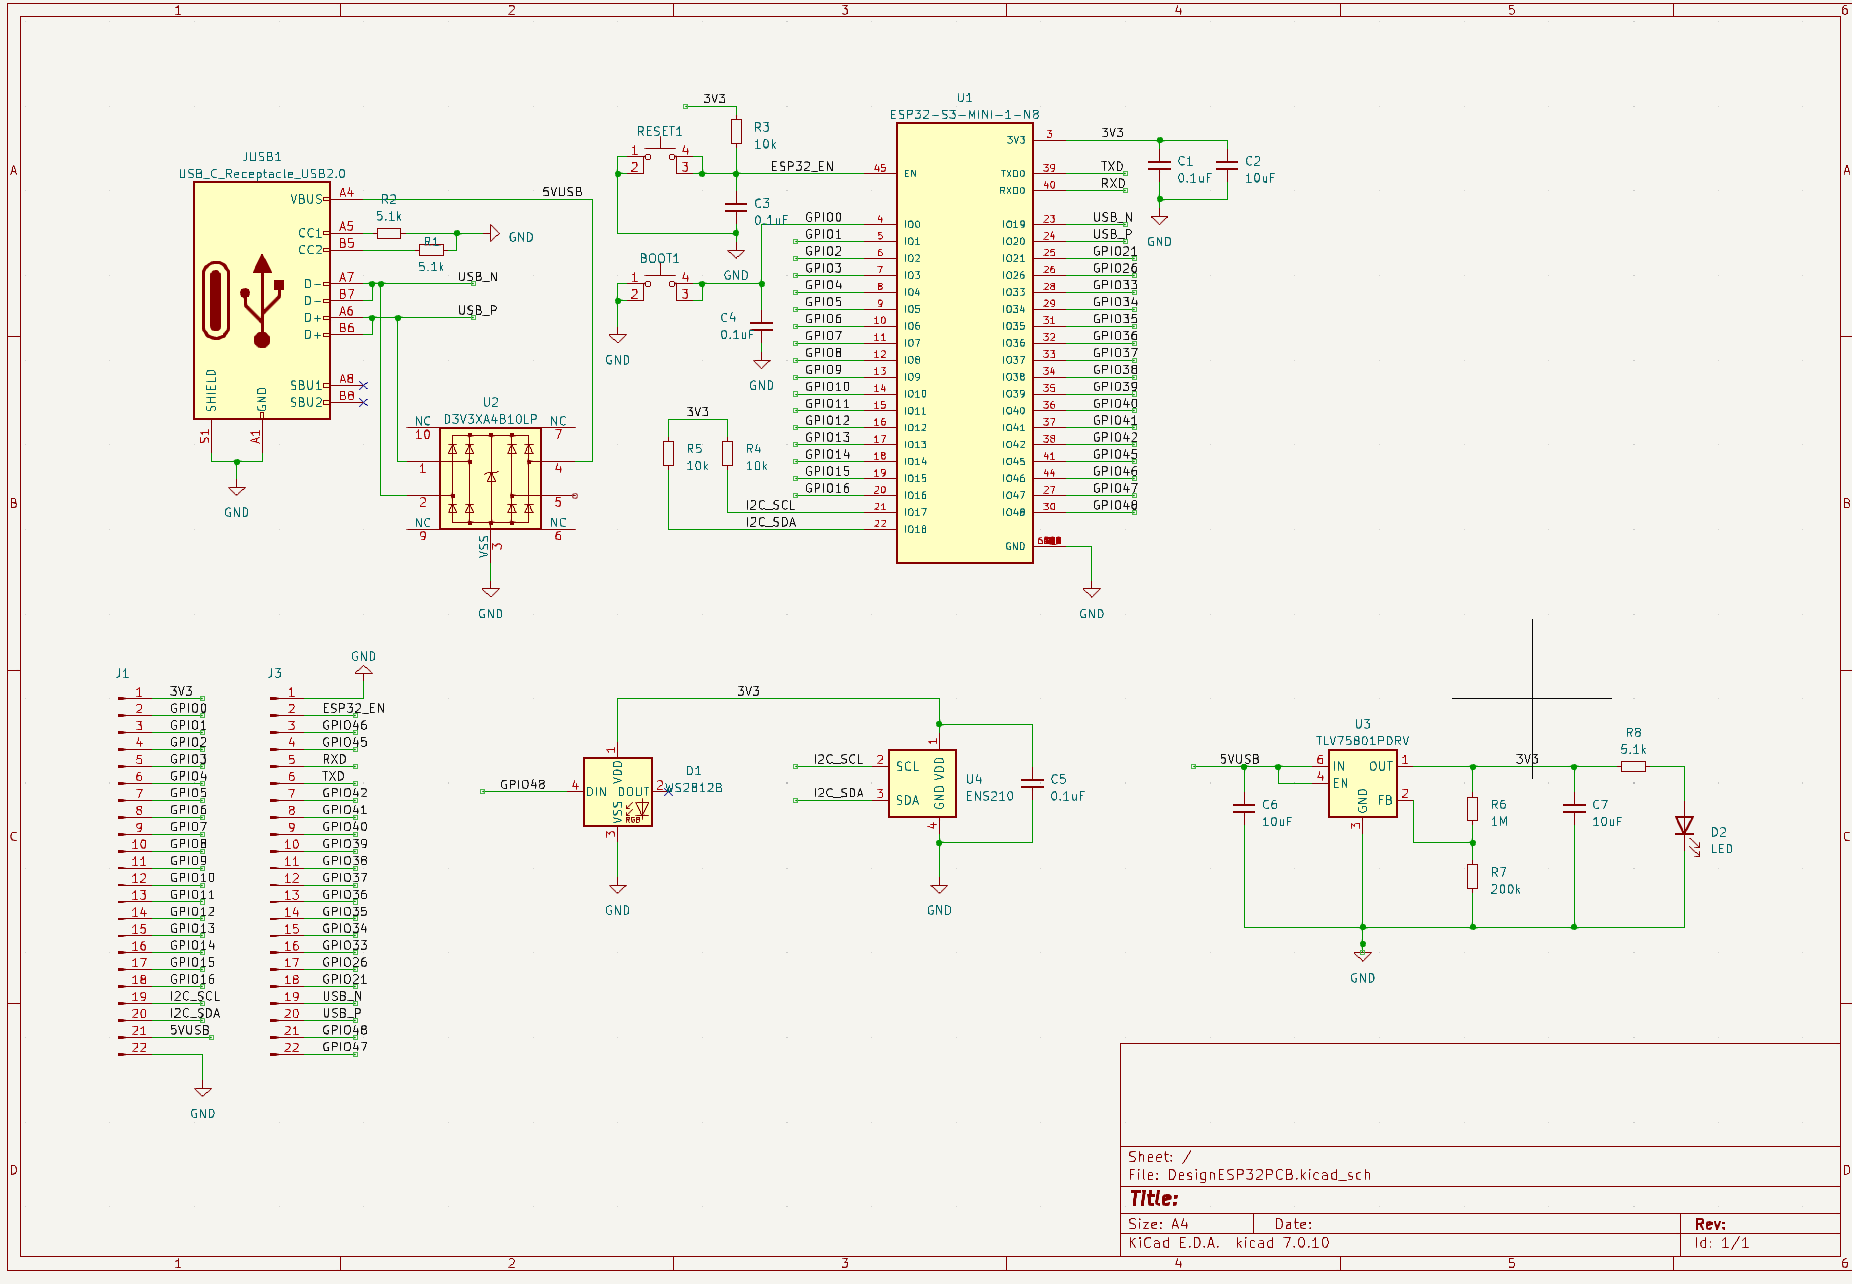 1 2 3 4 5 6
A
B
C
D
JUSB1
USB_C_Receptacle_USB2.0
VBUS A4
CC1 A5
CC2 B5
D- A7
D- B7
D+ A6
D+ B6
SBU1 A8
SBU2 B8
SHIELD
GND
S1
A1
GND
R2
5.1k
R1
5.1k
GND
5VUSB
USB_N
USB_P
U2
D3V3XA4B10LP
NC
10
NC
7
1
4
2
5
NC
9
NC
6
VSS
3
GND
3V3
R3
10k
RESET1
1 4
2 3
ESP32_EN
C3
0.1uF
GND
BOOT1
1 4
2 3
GND
C4
0.1uF
GND
3V3
R5
10k
R4
10k
U1
ESP32-S3-MINI-1-N8
45 EN
GPIO0 4 IO0
GPIO1 5 IO1
GPIO2 6 IO2
GPIO3 7 IO3
GPIO4 8 IO4
GPIO5 9 IO5
GPIO6 10 IO6
GPIO7 11 IO7
GPIO8 12 IO8
GPIO9 13 IO9
GPIO10 14 IO10
GPIO11 15 IO11
GPIO12 16 IO12
GPIO13 17 IO13
GPIO14 18 IO14
GPIO15 19 IO15
GPIO16 20 IO16
I2C_SCL 21 IO17
I2C_SDA 22 IO18
3V3 3 3V3
TXD0 39 TXD
RXD0 40 RXD
IO19 23 USB_N
IO20 24 USB_P
IO21 25 GPIO21
IO26 26 GPIO26
IO33 28 GPIO33
IO34 29 GPIO34
IO35 31 GPIO35
IO36 32 GPIO36
IO37 33 GPIO37
IO38 34 GPIO38
IO39 35 GPIO39
IO40 36 GPIO40
IO41 37 GPIO41
IO42 38 GPIO42
IO45 41 GPIO45
IO46 44 GPIO46
IO47 27 GPIO47
IO48 30 GPIO48
GND
GND
C1
0.1uF
C2
10uF
GND
J1
1 3V3
2 GPIO0
3 GPIO1
4 GPIO2
5 GPIO3
6 GPIO4
7 GPIO5
8 GPIO6
9 GPIO7
10 GPIO8
11 GPIO9
12 GPIO10
13 GPIO11
14 GPIO12
15 GPIO13
16 GPIO14
17 GPIO15
18 GPIO16
19 I2C_SCL
20 I2C_SDA
21 5VUSB
22
GND
J3
GND
1
2 ESP32_EN
3 GPIO46
4 GPIO45
5 RXD
6 TXD
7 GPIO42
8 GPIO41
9 GPIO40
10 GPIO39
11 GPIO38
12 GPIO37
13 GPIO36
14 GPIO35
15 GPIO34
16 GPIO33
17 GPIO26
18 GPIO21
19 USB_N
20 USB_P
21 GPIO48
22 GPIO47
3V3
GPIO48 4 DIN
1 VDD
DOUT 2
VSS 3
RGB
D1
WS2812B
GND
I2C_SCL 2 SCL
I2C_SDA 3 SDA
1 VDD
GND 4
U4
ENS210
C5
0.1uF
GND
U3
TLV75801PDRV
5VUSB
6 IN
4 EN
OUT 1
FB 2
GND
3
C6
10uF
3V3
R6
1M
R7
200k
C7
10uF
R8
5.1k
D2
LED
GND
Sheet: /
File: DesignESP32PCB.kicad_sch
Title:
Size: A4 Date: Rev:
KiCad E.D.A. kicad 7.0.10 Id: 1/1
A
B
C
D
1 2 3 4 5 6